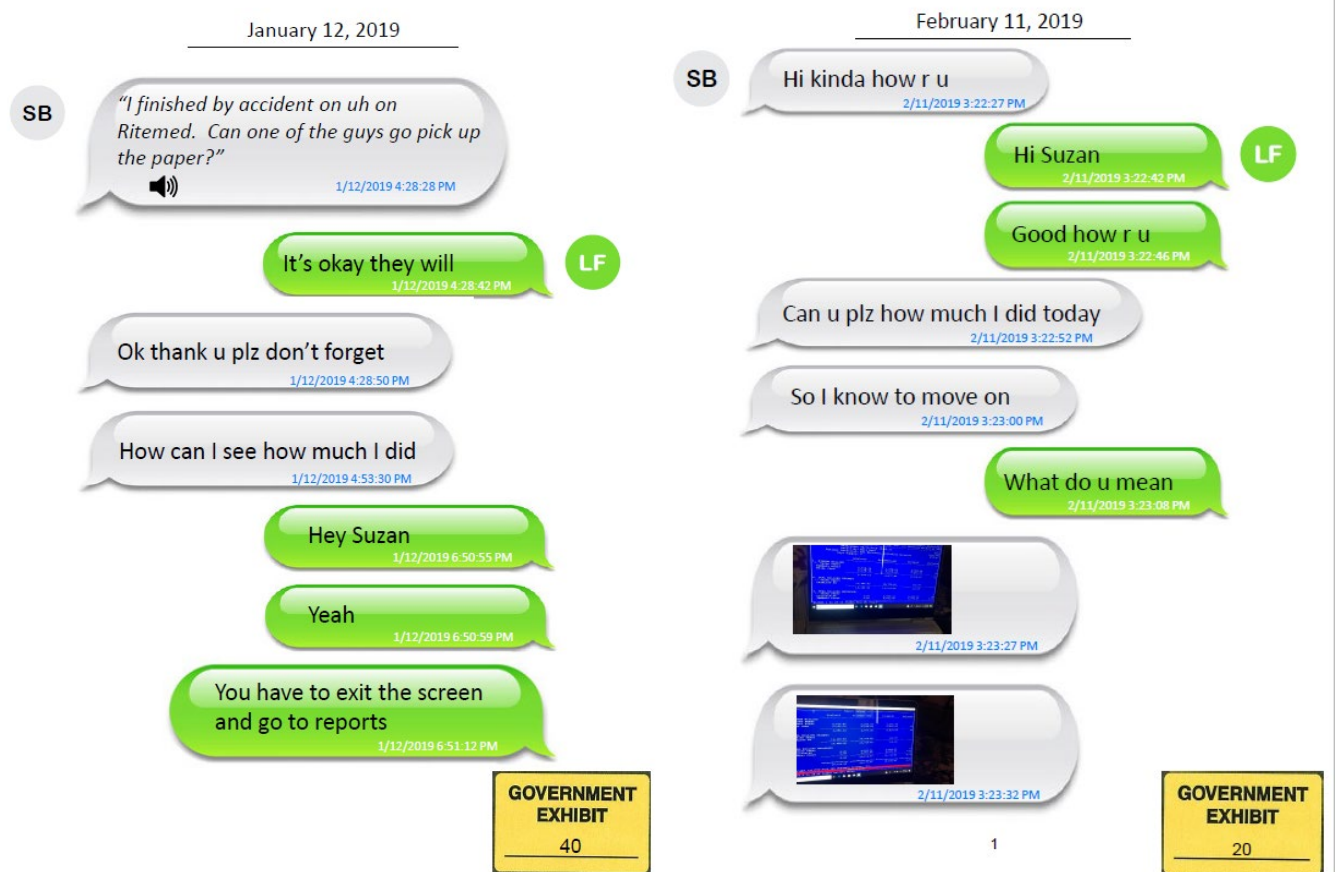 January 12, 2019
SB
“I finished by accident on uh on
Ritemed. Can one of the guys go pick up
the paper?”
1/12/2019 4:28:28 PM
It’s okay they will
1/12/2019 4:28:42 PM
LF
Ok thank u plz don’t forget
1/12/2019 4:28:50 PM
How can I see how much I did
1/12/2019 4:53:30 PM
Hey Suzan
1/12/2019 6:50:55 PM
Yeah
1/12/2019 6:50:59 PM
You have to exit the screen
and go to reports
1/12/2019 6:51:12 PM
GOVERNMENT
EXHIBIT
40
February 11, 2019
SB
Hi kinda how r u
2/11/2019 3:22:27 PM
Hi Suzan
2/11/2019 3:22:42 PM
LF
Good how r u
2/11/2019 3:22:46 PM
Can u plz how much I did today
2/11/2019 3:22:52 PM
So I know to move on
2/11/2019 3:23:00 PM
What do u mean
2/11/2019 3:23:08 PM
2/11/2019 3:23:27 PM
2/11/2019 3:23:32 PM
1
GOVERNMENT
EXHIBIT
20